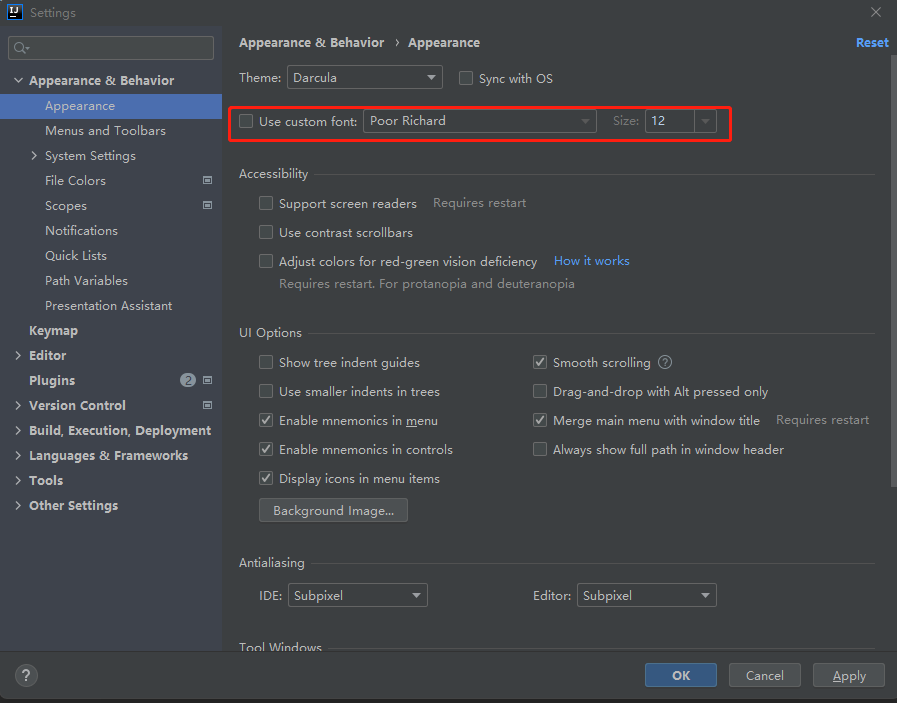 IJ Settings
Appearance & Behavior › Appearance Reset
Appearance & Behavior
Appearance
Menus and Toolbars
System Settings
File Colors
Scopes
Notifications
Quick Lists
Path Variables
Presentation Assistant
Keymap
Editor
Plugins 2
Version Control
Build, Execution, Deployment
Languages & Frameworks
Tools
Other Settings
Theme: Darcula Sync with OS
Use custom font: Poor Richard Size: 12
Accessibility
Support screen readers Requires restart
Use contrast scrollbars
Adjust colors for red-green vision deficiency How it works
Requires restart. For protanopia and deuteranopia
UI Options
Show tree indent guides Smooth scrolling ?
Use smaller indents in trees Drag-and-drop with Alt pressed only
Enable mnemonics in menu Merge main menu with window title Requires restart
Enable mnemonics in controls Always show full path in window header
Display icons in menu items
Background Image...
Antialiasing
IDE: Subpixel Editor: Subpixel
Tool Windows
? OK Cancel Apply